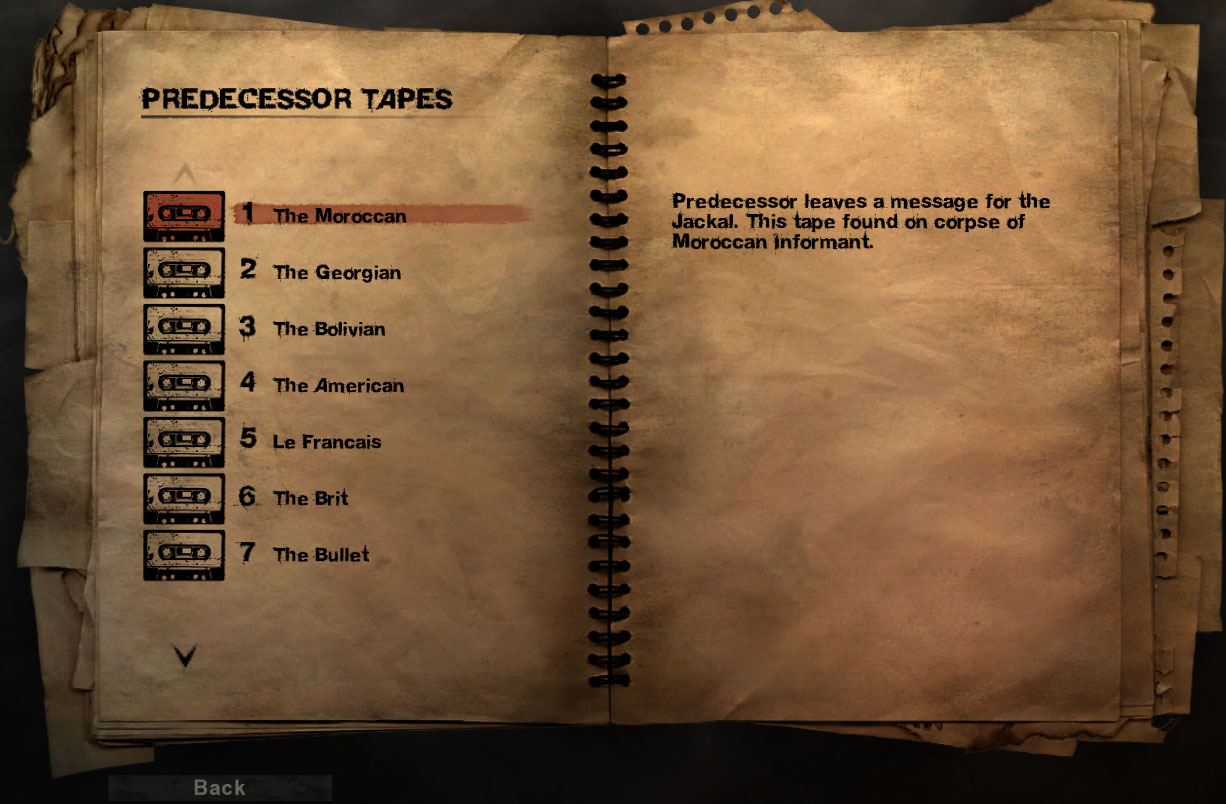 PREDECESSOR TAPES
1 The Moroccan
2 The Georgian
3 The Bolivian
4 The American
5 Le Francais
6 The Brit
7 The Bullet
Predecessor leaves a message for the
Jackal. This tape found on corpse of
Moroccan Informant.
Back